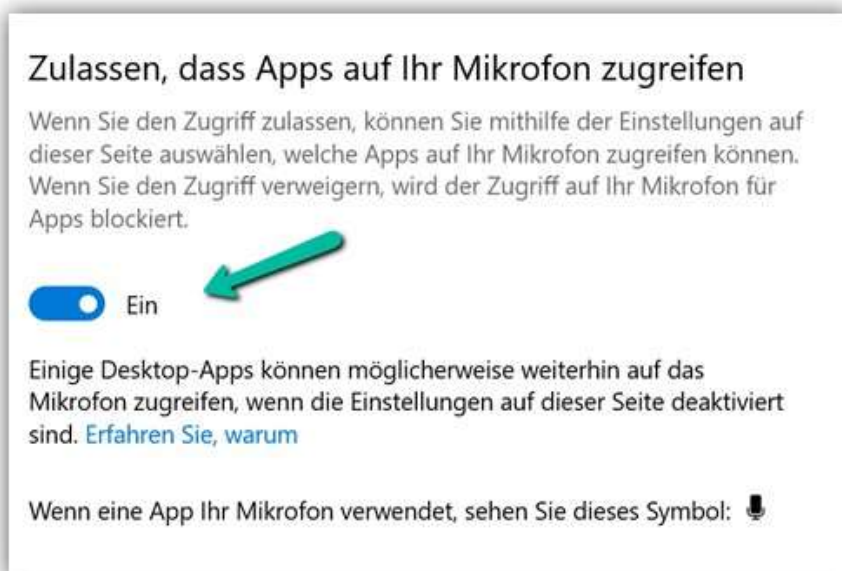 Zulassen, dass Apps auf Ihr Mikrofon zugreifen
Wenn Sie den Zugriff zulassen, können Sie mithilfe der Einstellungen auf
dieser Seite auswählen, welche Apps auf Ihr Mikrofon zugreifen können.
Wenn Sie den Zugriff verweigern, wird der Zugriff auf Ihr Mikrofon für
Apps blockiert.
Ein
Einige Desktop-Apps können möglicherweise weiterhin auf das
Mikrofon zugreifen, wenn die Einstellungen auf dieser Seite deaktiviert
sind. Erfahren Sie, warum
Wenn eine App Ihr Mikrofon verwendet, sehen Sie dieses Symbol: